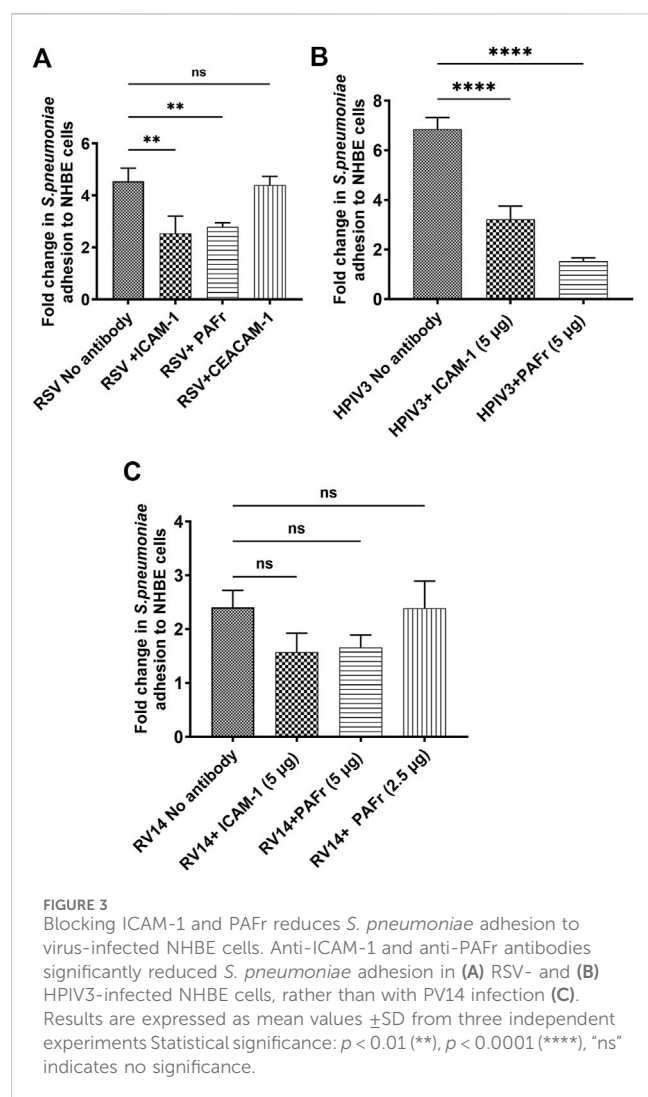 A
ns
**
**
Fold change in S.pneumoniae
adhesion to NHBE cells
6
4
2
0
RSV No antibody
RSV +ICAM-1
RSV+ PAFr
RSV+CEACAM-1
B
****
****
Fold change in S.pneumoniae
adhesion to NHBE cells
8
6
4
2
0
HPIV3 No antibody
HPIV3+ ICAM-1 (5 µg)
HPIV3+PAFr (5 µg)
C
ns
ns
ns
Fold change in S.pneumoniae
adhesion to NHBE cells
4
3
2
1
0
RV14 No antibody
RV14+ ICAM-1 (5 µg)
RV14+PAFr (5 µg)
RV14+ PAFr (2.5 µg)
FIGURE 3
Blocking ICAM-1 and PAFr reduces S. pneumoniae adhesion to
virus-infected NHBE cells. Anti-ICAM-1 and anti-PAFr antibodies
significantly reduced S. pneumoniae adhesion in (A) RSV- and (B)
HPIV3-infected NHBE cells, rather than with PV14 infection (C).
Results are expressed as mean values ±SD from three independent
experiments Statistical significance: p < 0.01 (**), p < 0.0001 (****), “ns”
indicates no significance.